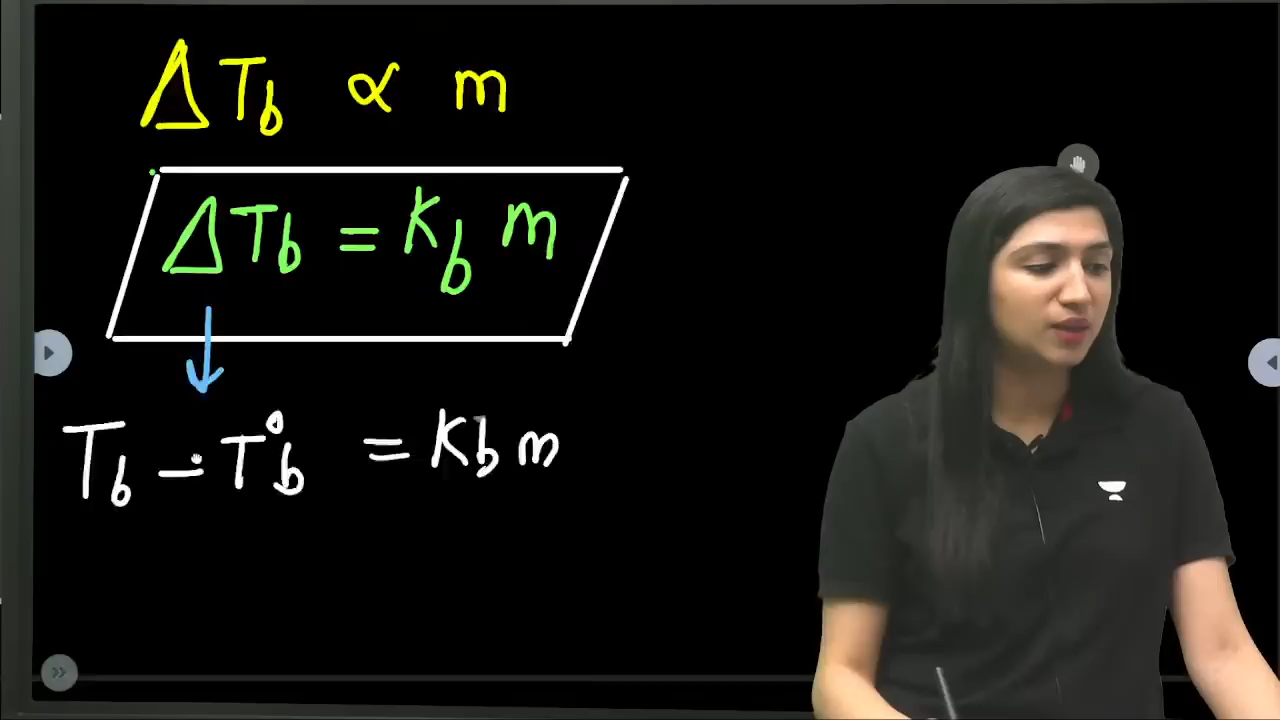 ΔTb ∝ m
ΔTb = Kb m
Tb - T°b = Kb m